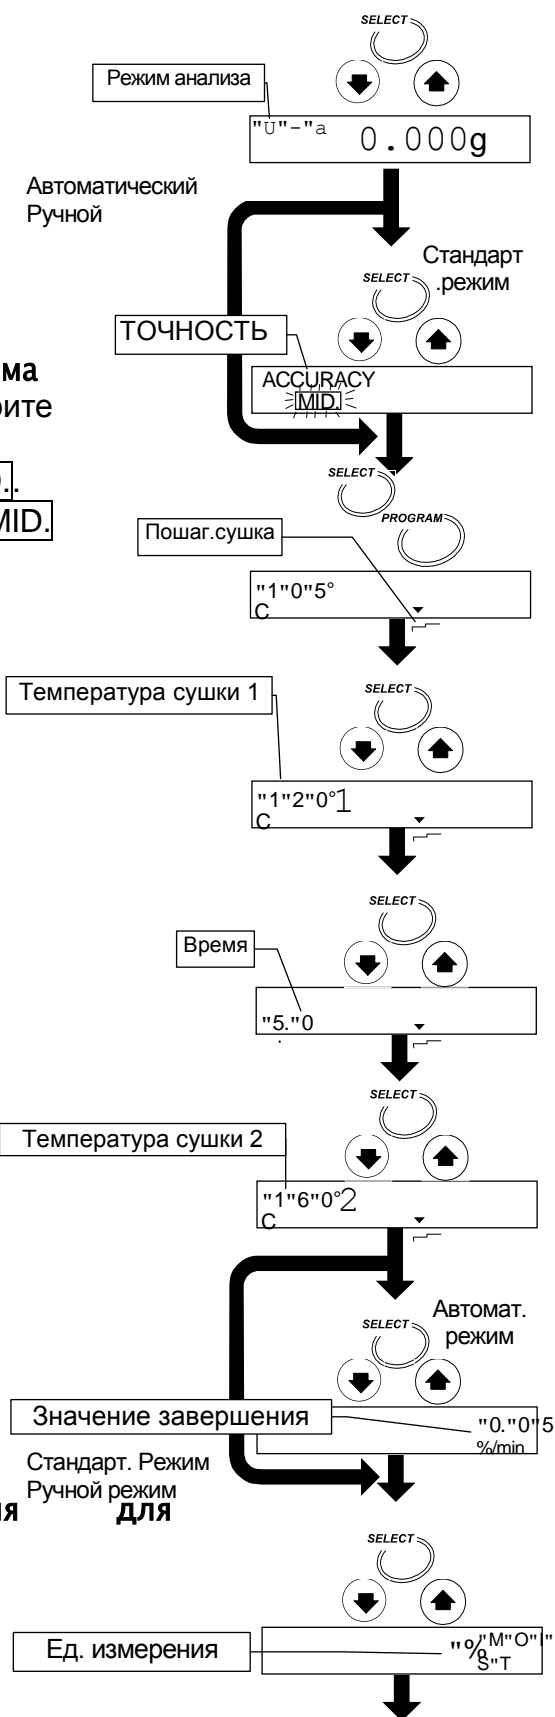 SELECT
Режим анализа
"U"-"a 0.000g
Автоматический
Ручной
Стандарт
.режим
SELECT
ТОЧНОСТЬ
ACCURACY
MID.
ма
рите
.
MID.
SELECT
PROGRAM
Пошаг.сушка
"1"0"5°
C
SELECT
Температура сушки 1
"1"2"0°1
C
SELECT
Время
"5."0
SELECT
Температура сушки 2
"1"6"0°2
C
Автомат.
режим
SELECT
Значение завершения
"0."0"5
%/min
Стандарт. Режим
Ручной режим
я для
SELECT
Ед. измерения
"%"M"O"I"
S"T